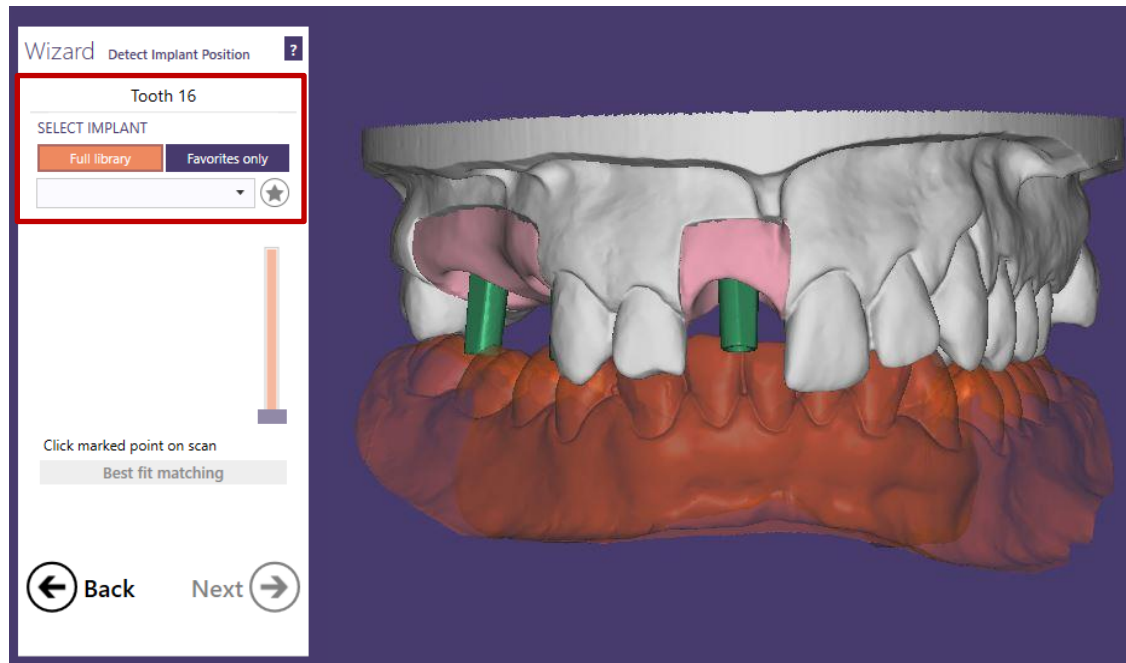 Wizard Detect Implant Position ?
Tooth 16
SELECT IMPLANT
Full library Favorites only
Click marked point on scan
Best fit matching
Back Next